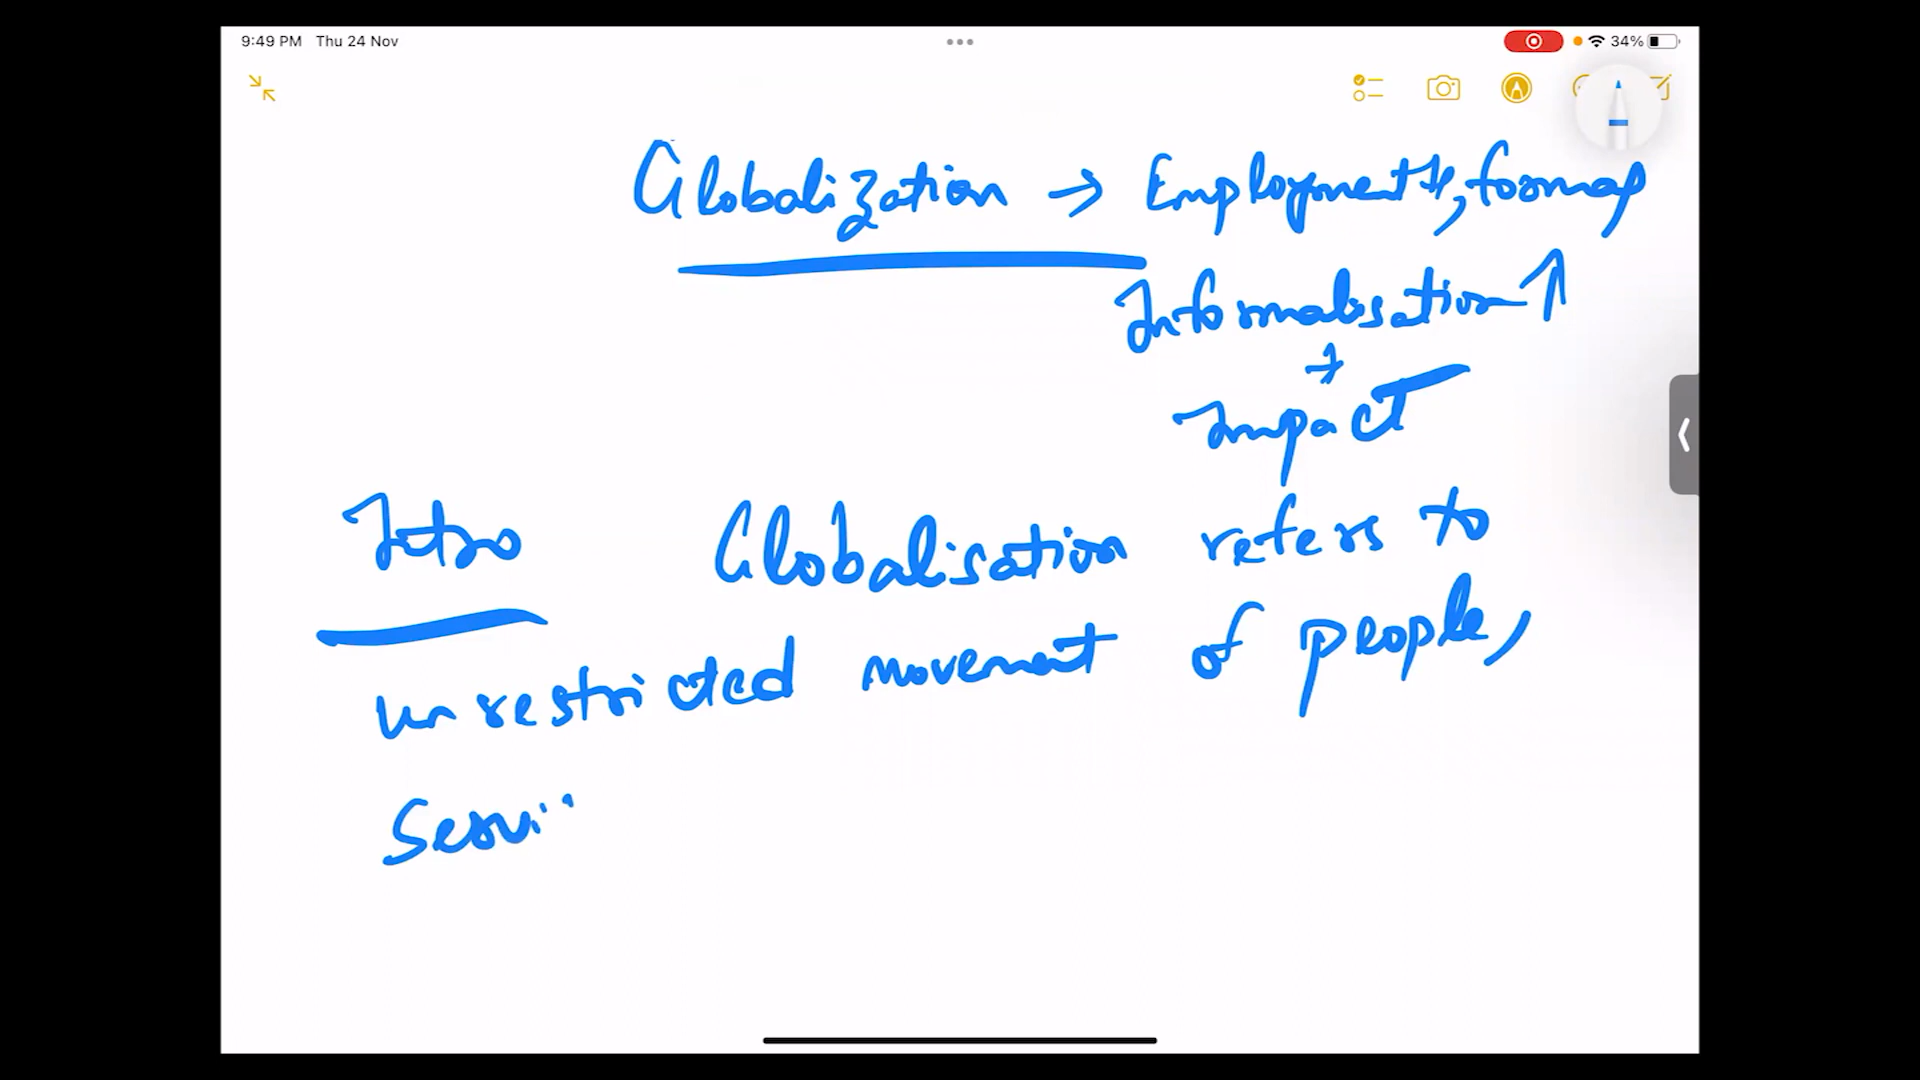 9:49 PM Thu 24 Nov
34%
Globalization → Employment
Informalisation ↑
Impact
Intro Globalisation refers to
unrestricted movement of people,
Servi